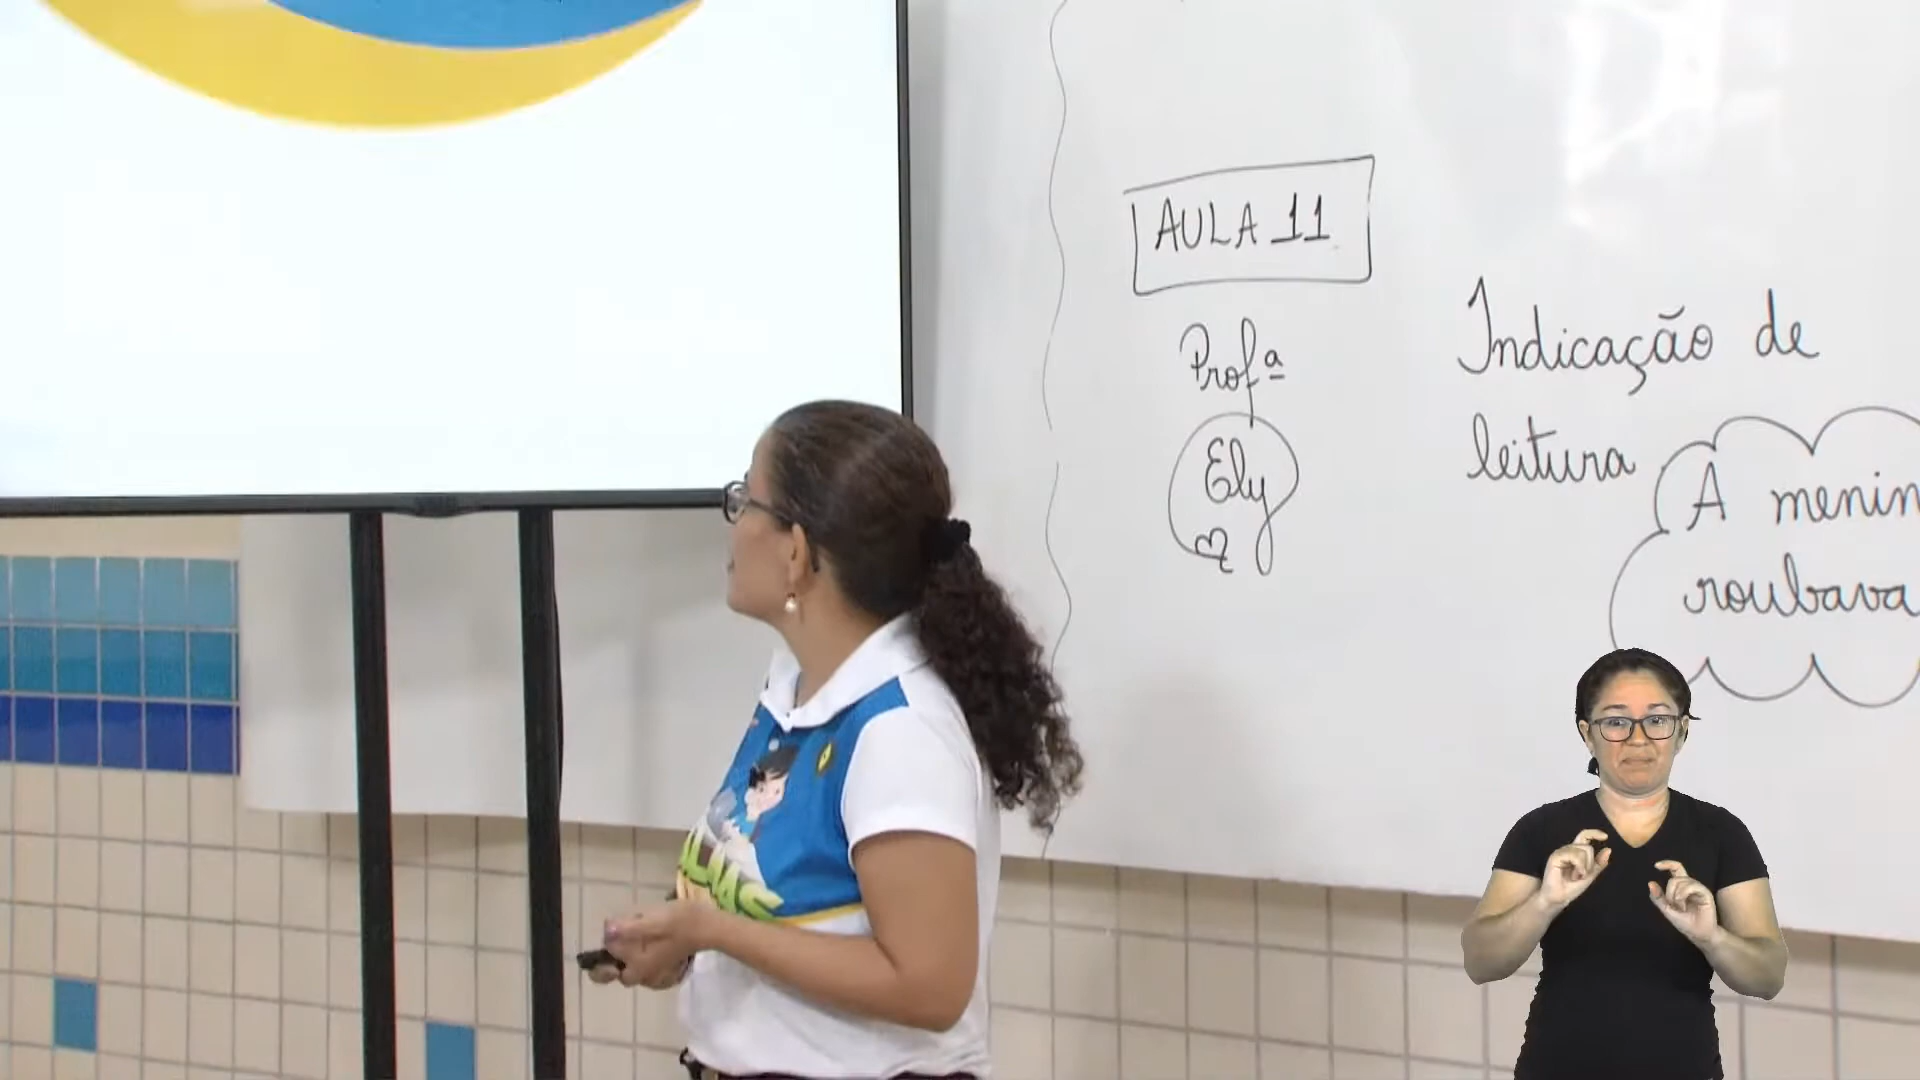 AULA 11
Profª
Ely
Indicação de
leitura
A menin
roubava